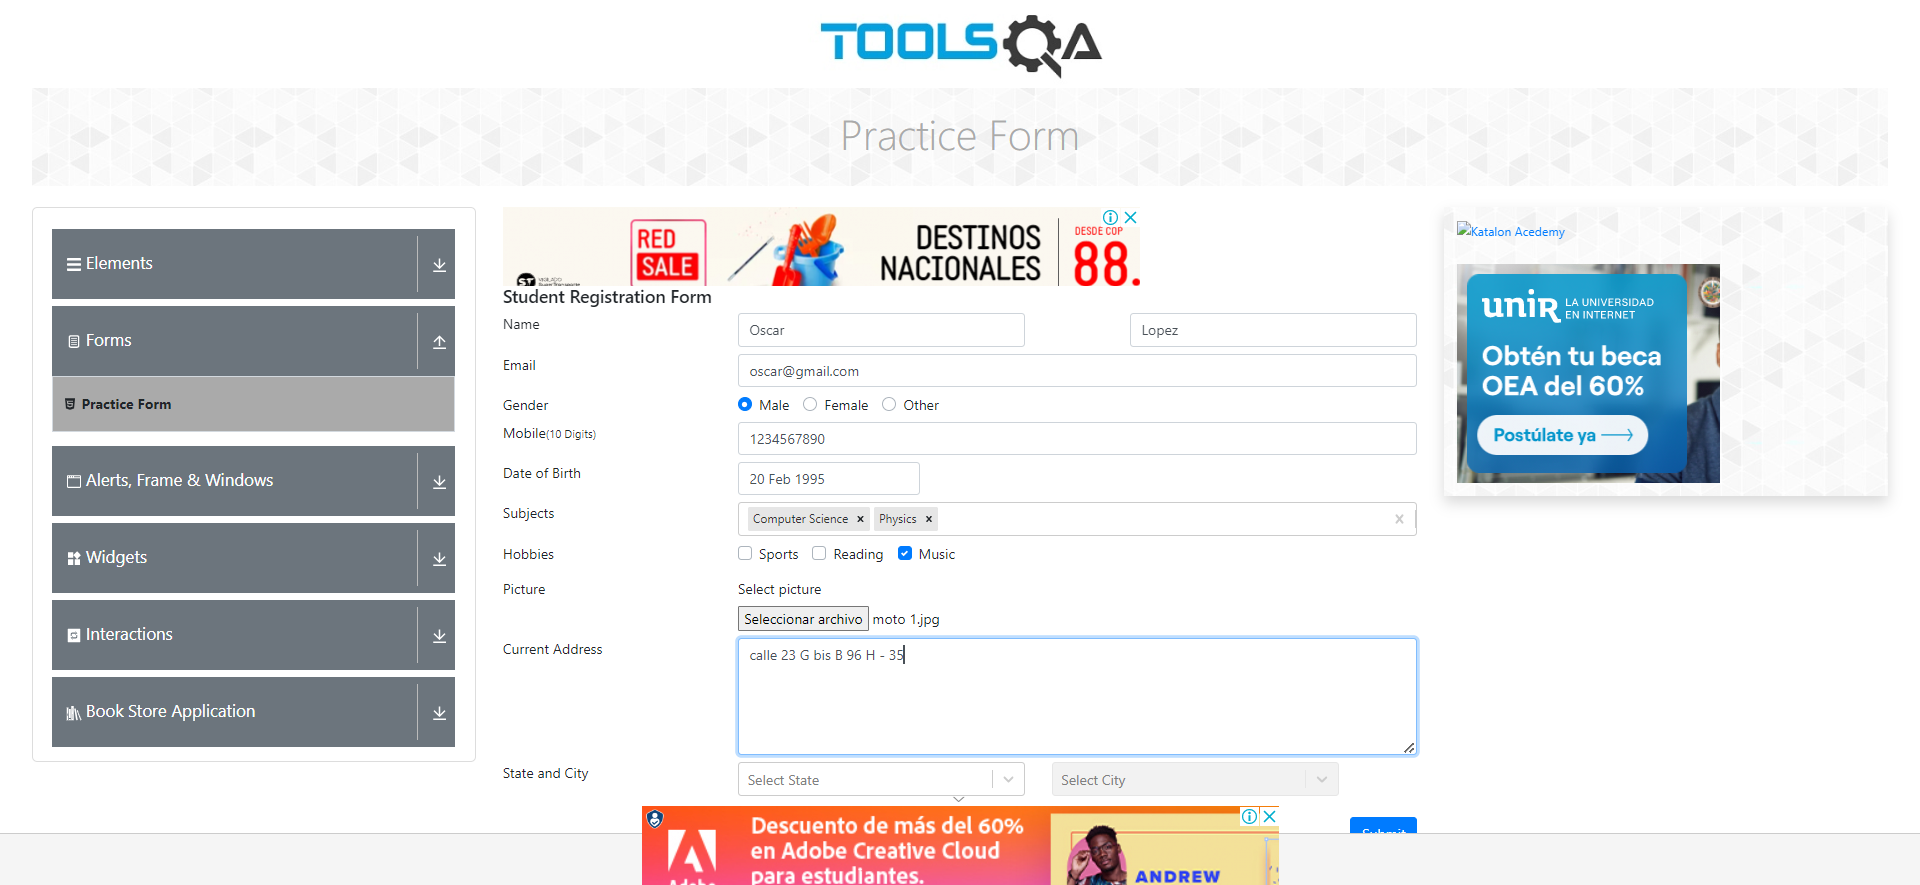 TOOLSQA
Practice Form
Elements
Forms
Practice Form
Alerts, Frame & Windows
Widgets
Interactions
Book Store Application
RED
SALE
DESTINOS
NACIONALES
DESDE COP
88.
Student Registration Form
Name
Oscar
Lopez
Email
oscar@gmail.com
Gender
Male
Female
Other
Mobile(10 Digits)
1234567890
Date of Birth
20 Feb 1995
Subjects
Computer Science
Physics
Hobbies
Sports
Reading
Music
Picture
Select picture
Seleccionar archivo moto 1.jpg
Current Address
calle 23 G bis B 96 H - 35
State and City
Select State
Select City
Submit
Katalon Acedemy
unir LA UNIVERSIDAD
EN INTERNET
Obtén tu beca
OEA del 60%
Postúlate ya
Descuento de más del 60%
en Adobe Creative Cloud
para estudiantes.
Adobe
ANDREW